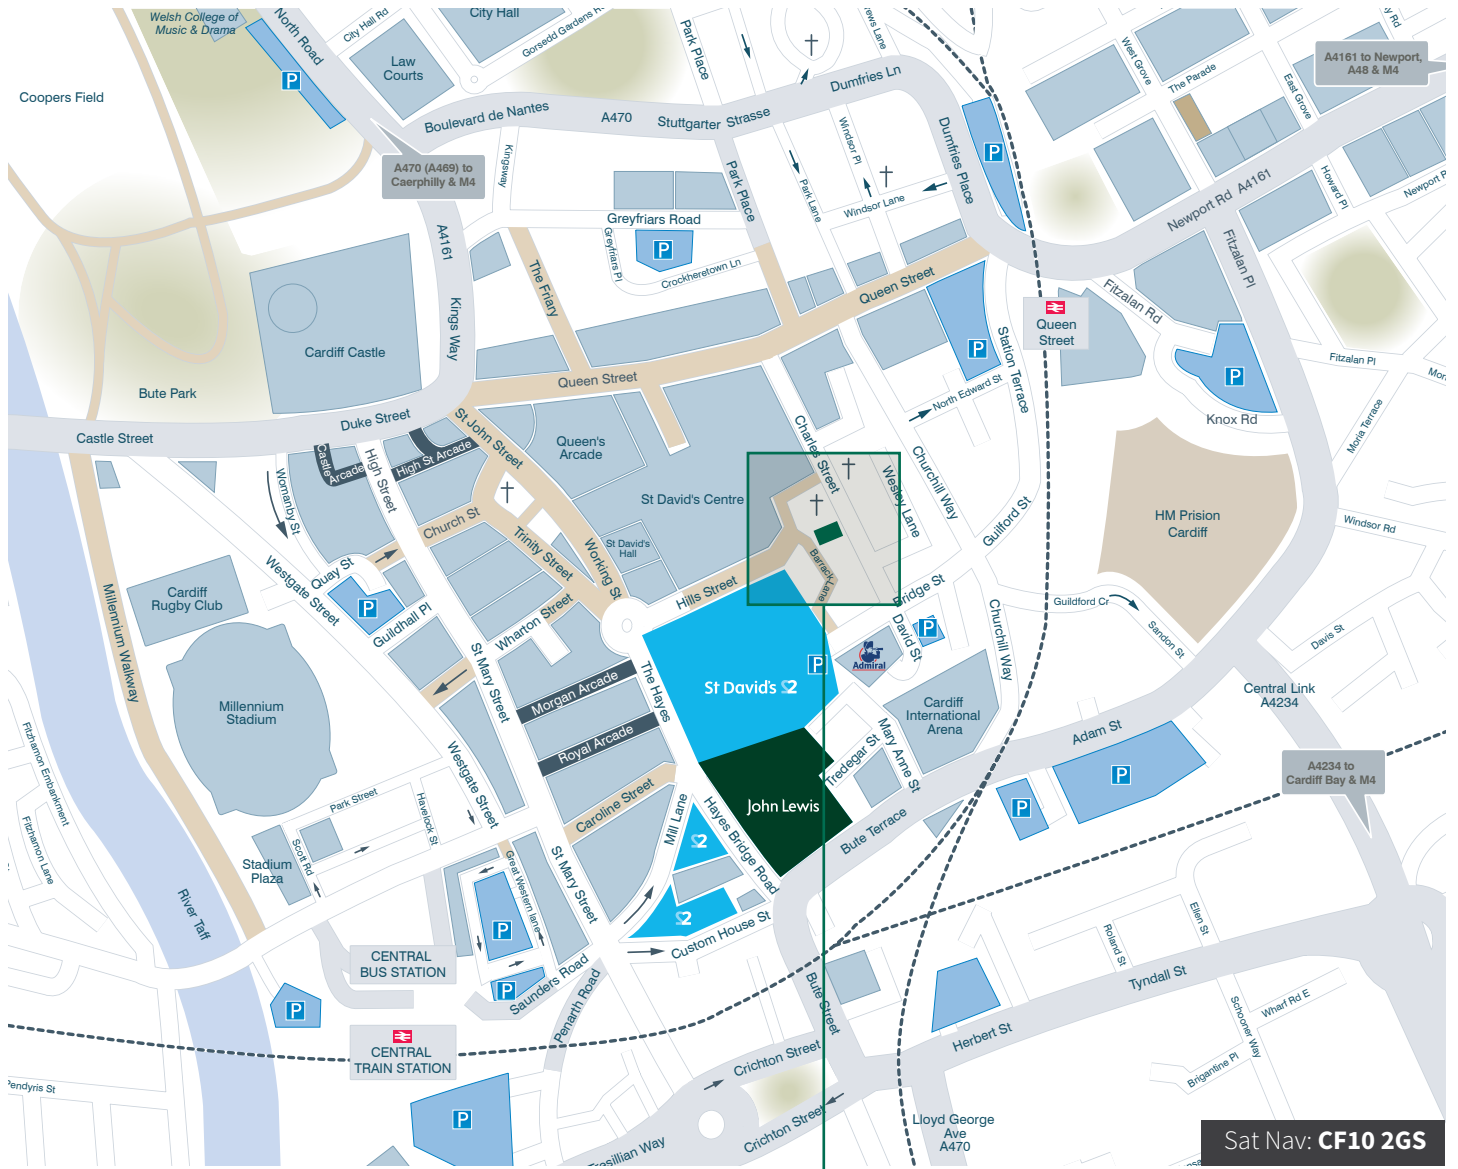 Welsh College of
Music & Drama
North Road
City Hall Rd
City Hall
Gorsedd Gardens R
Park Place
West Grove
The Parade
East Grove
A4161 to Newport,
A48 & M4
Coopers Field
P
Law
Courts
Boulevard de Nantes
A470
Stuttgarter Strasse
Dumfries Ln
Dumfries Place
P
Windsor Pl
Park Lane
Windsor Lane
Kingsway
A470 (A469) to
Caerphilly & M4
Park Place
Newport Rd A4161
Howard Pl
Newport
Greyfriars Road
Greyfriars Pl
P
Crockheretown Ln
A4161
The Friary
Queen Street
Fitzalan Pl
Fitzalan Rd
Queen
Street
Kings Way
Cardiff Castle
Station Terrace
P
P
Fitzalan Pl
Bute Park
Queen Street
North Edward St
Knox Rd
Moria Terrace
Castle Street
Duke Street
St John Street
Queen's
Arcade
Charles Street
Castle
Arcade
High St Arcade
High Street
Womanby St
St David's Centre
Wesley Lane
Churchill Way
Guilford St
HM Prision
Cardiff
Windsor Rd
Church St
Trinity Street
Working St
St David's
Hall
Barrack Lane
Quay St
Westgate Street
P
Guildhall Pl
Wharton Street
Hills Street
Bridge St
David St
P
Churchill Way
Guildford Cr
Sandon St
Davis St
Cardiff
Rugby Club
Millennium Walkway
Millennium
Stadium
St Mary Street
Morgan Arcade
Royal Arcade
The Hayes
St David's 2
P
Admiral
Cardiff
International
Arena
Mary Anne St
Tredegar St
Central Link
A4234
Adam St
A4234 to
Cardiff Bay & M4
P
P
Fitzhamon Embankment
Fitzhamon Lane
Park Street
Havelock St
Westgate Street
Caroline Street
Mill Lane
Hayes Bridge Road
John Lewis
Bute Terrace
2
2
Scott Rd
Stadium
Plaza
Great Western lane
St Mary Street
P
Custom House St
River Taff
CENTRAL
BUS STATION
P
Saunders Road
Penarth Road
P
Bute Street
Roland St
Ellen St
Tyndall St
Schooner Way
Wharf Rd E
Brigantine Pl
Herbert St
CENTRAL
TRAIN STATION
Crichton Street
Crichton Street
Pendyris St
P
Tresillian Way
Lloyd George
Ave
A470
Sat Nav: CF10 2GS